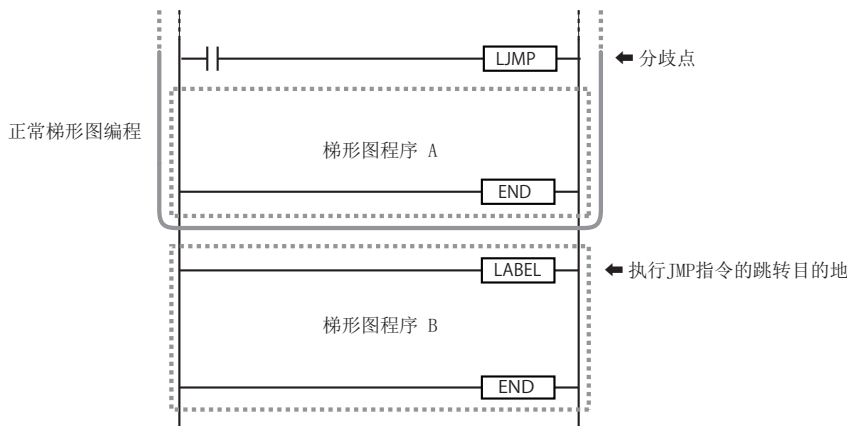 LJMP
分歧点
正常梯形图编程
梯形图程序 A
END
LABEL
执行JMP指令的跳转目的地
梯形图程序 B
END